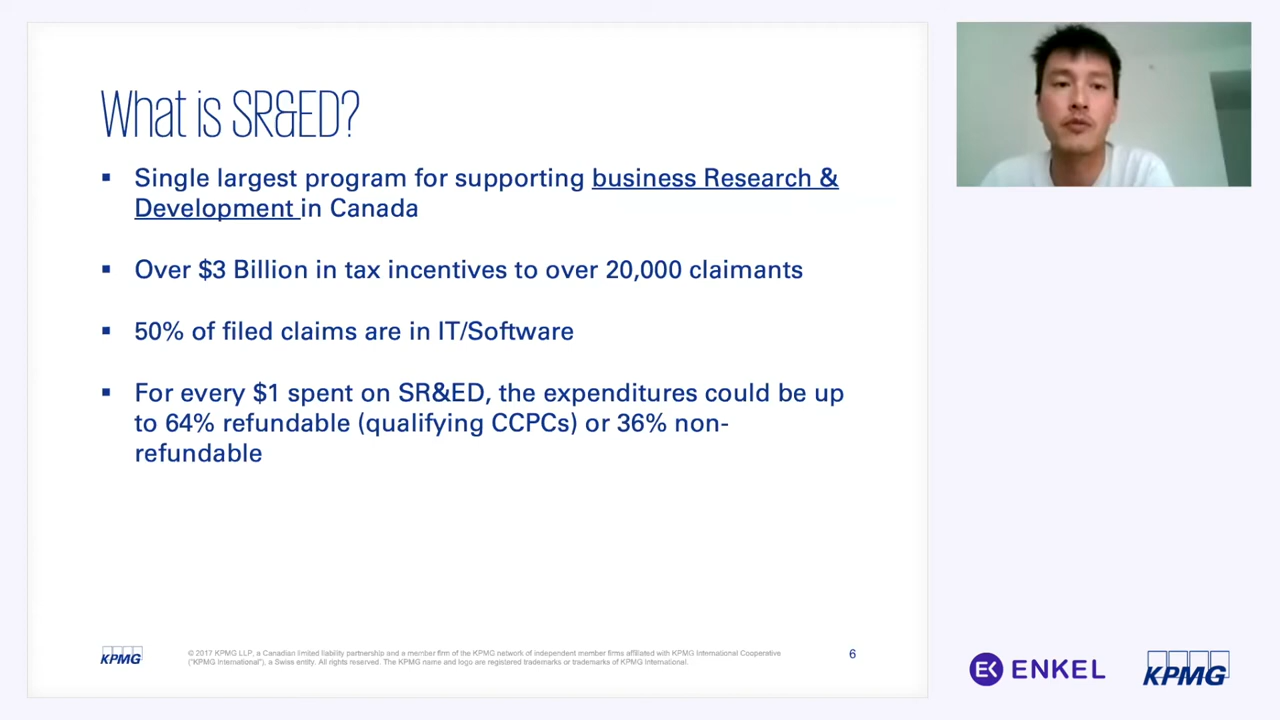 What is SR&ED?
▪ Single largest program for supporting business Research &
Development in Canada
▪ Over $3 Billion in tax incentives to over 20,000 claimants
▪ 50% of filed claims are in IT/Software
▪ For every $1 spent on SR&ED, the expenditures could be up
to 64% refundable (qualifying CCPCs) or 36% non-
refundable
KPMG
© 2017 KPMG LLP, a Canadian limited liability partnership and a member firm of the KPMG network of independent member firms affiliated with KPMG International Cooperative
("KPMG International"), a Swiss entity. All rights reserved. The KPMG name and logo are registered trademarks or trademarks of KPMG International.
6
EK ENKEL
KPMG